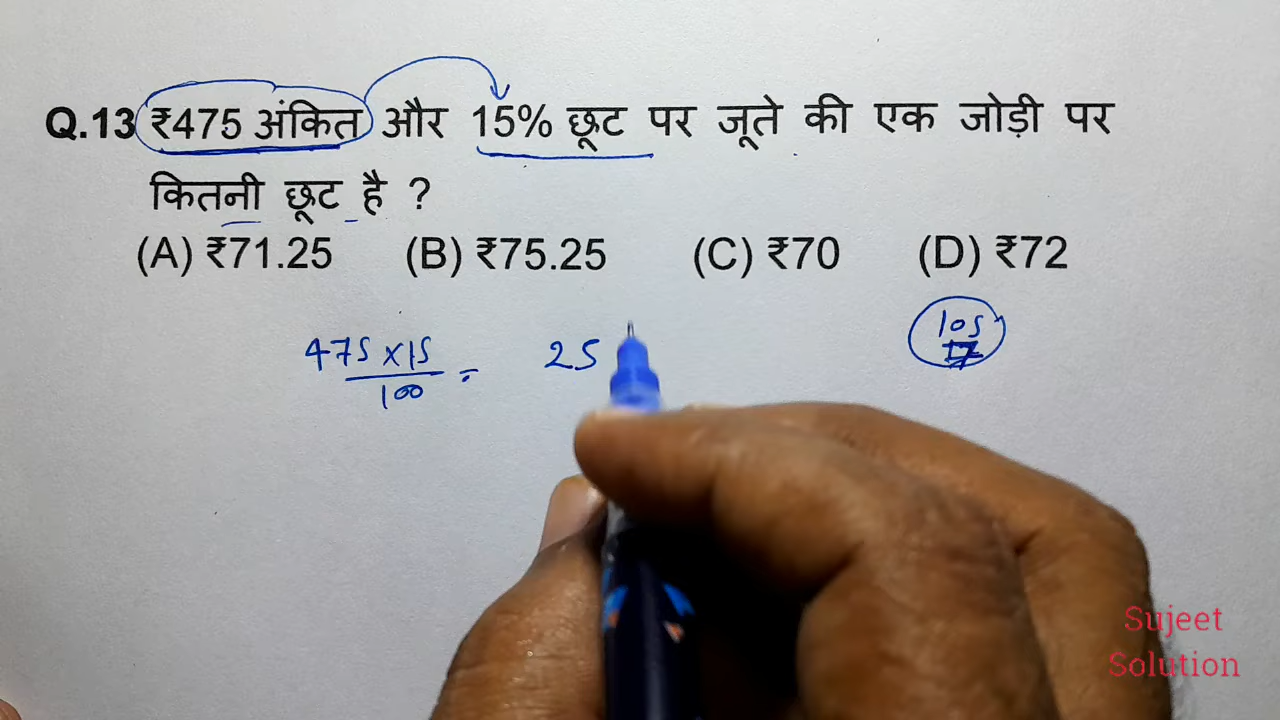 Q.13 ₹475 अंकित और 15% छूट पर जूते की एक जोड़ी पर
कितनी छूट है ?
(A) ₹71.25 (B) ₹75.25 (C) ₹70 (D) ₹72
105
475 x 15 = 25
100
17
Sujeet
Solution